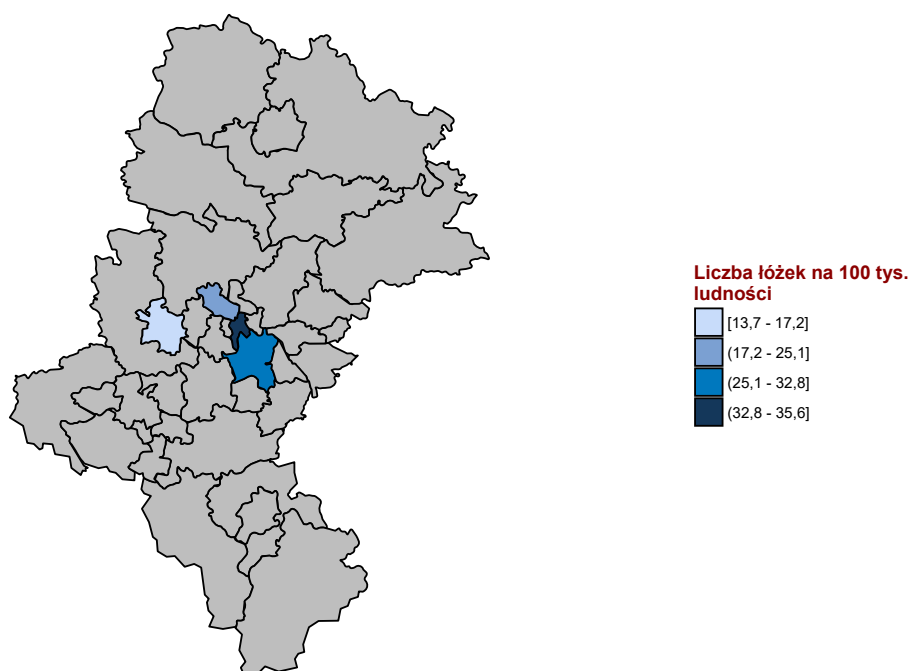 Liczba łóżek na 100 tys.
ludności
[13,7 - 17,2]
(17,2 - 25,1]
(25,1 - 32,8]
(32,8 - 35,6]